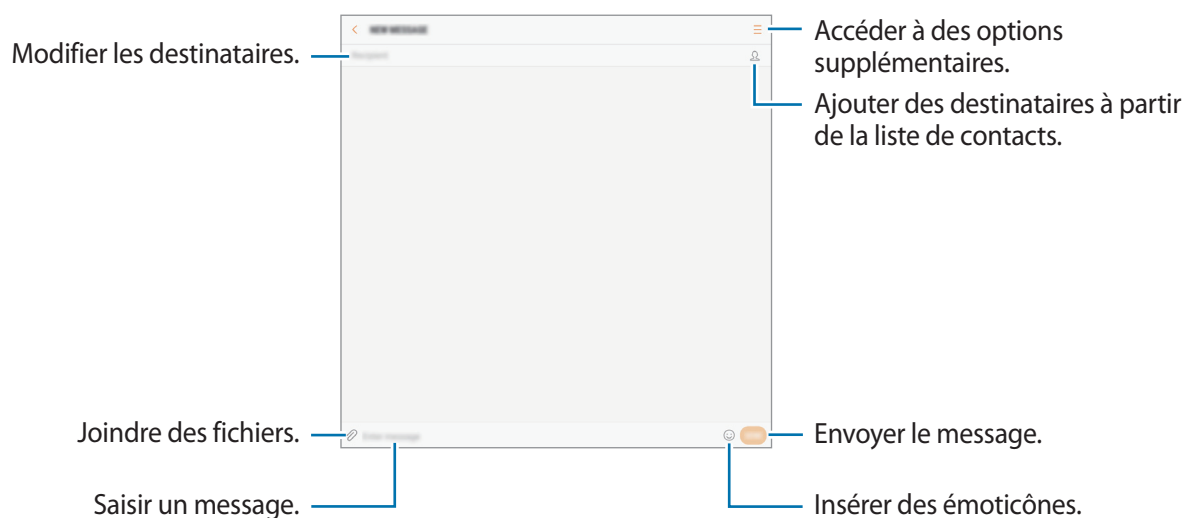 NEW MESSAGE
Accéder à des options
supplémentaires.
Modifier les destinataires.
Recipient
Ajouter des destinataires à partir
de la liste de contacts.
Joindre des fichiers.
Enter message
Envoyer le message.
Saisir un message.
Insérer des émoticônes.